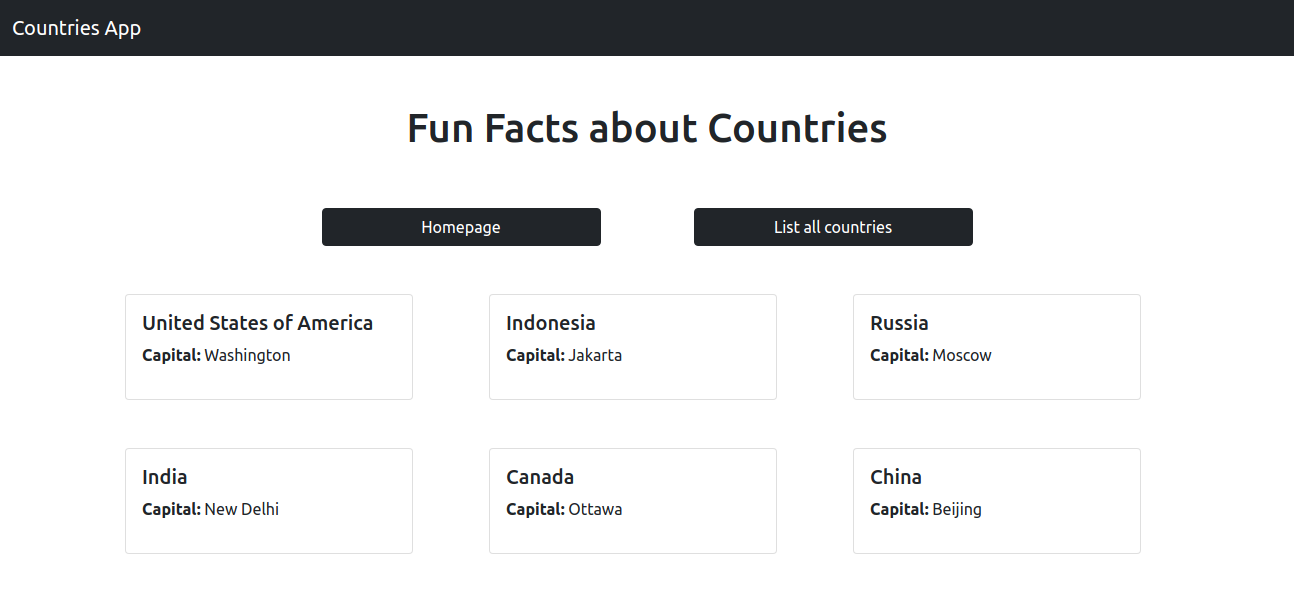 Countries App
Fun Facts about Countries
Homepage
List all countries
United States of America
Capital: Washington
Indonesia
Capital: Jakarta
Russia
Capital: Moscow
India
Capital: New Delhi
Canada
Capital: Ottawa
China
Capital: Beijing